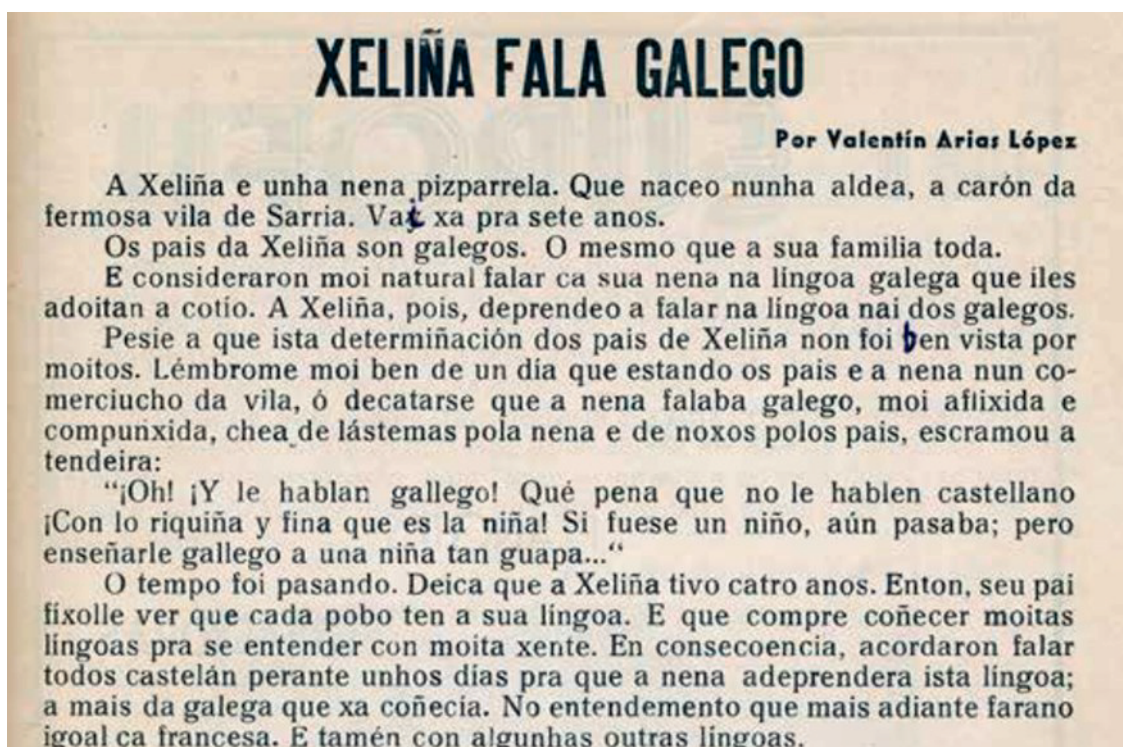 XELIÑA FALA GALEGO
Por Valentín Arias López
A Xeliña e unha nena pizparrela. Que naceo nunha aldea, a carón da
fermosa vila de Sarria. Vai xa pra sete anos.
Os pais da Xeliña son galegos. O mesmo que a sua familia toda.
E consideraron moi natural falar ca sua nena na lingoa galega que iles
adoitan a cotío. A Xeliña, pois, deprendeo a falar na lingoa nai dos galegos.
Pesie a que ista determiñación dos pais de Xeliña non foi ben vista por
moitos. Lémbrome moi ben de un día que estando os pais e a nena nun co-
merciucho da vila, ó decatarse que a nena falaba galego, moi aflixida e
compunxida, chea de lástemas pola nena e de noxos polos pais, escramou a
tendeira:
“¡Oh! ¡Y le hablan gallego! Qué pena que no le hablen castellano
¡Con lo riquiña y fina que es la niña! Si fuese un niño, aún pasaba; pero
enseñarle gallego a una niña tan guapa...“
O tempo foi pasando. Deica que a Xeliña tivo catro anos. Enton, seu pai
fixolle ver que cada pobo ten a sua lingoa. E que compre coñecer moitas
lingoas pra se entender con moita xente. En consecoencia, acordaron falar
todos castelán perante unhos días pra que a nena adeprendera ista lingoa;
a mais da galega que xa coñecía. No entendemento que mais adiante farano
igoal ca francesa. E tamén con algunhas outras lingoas.